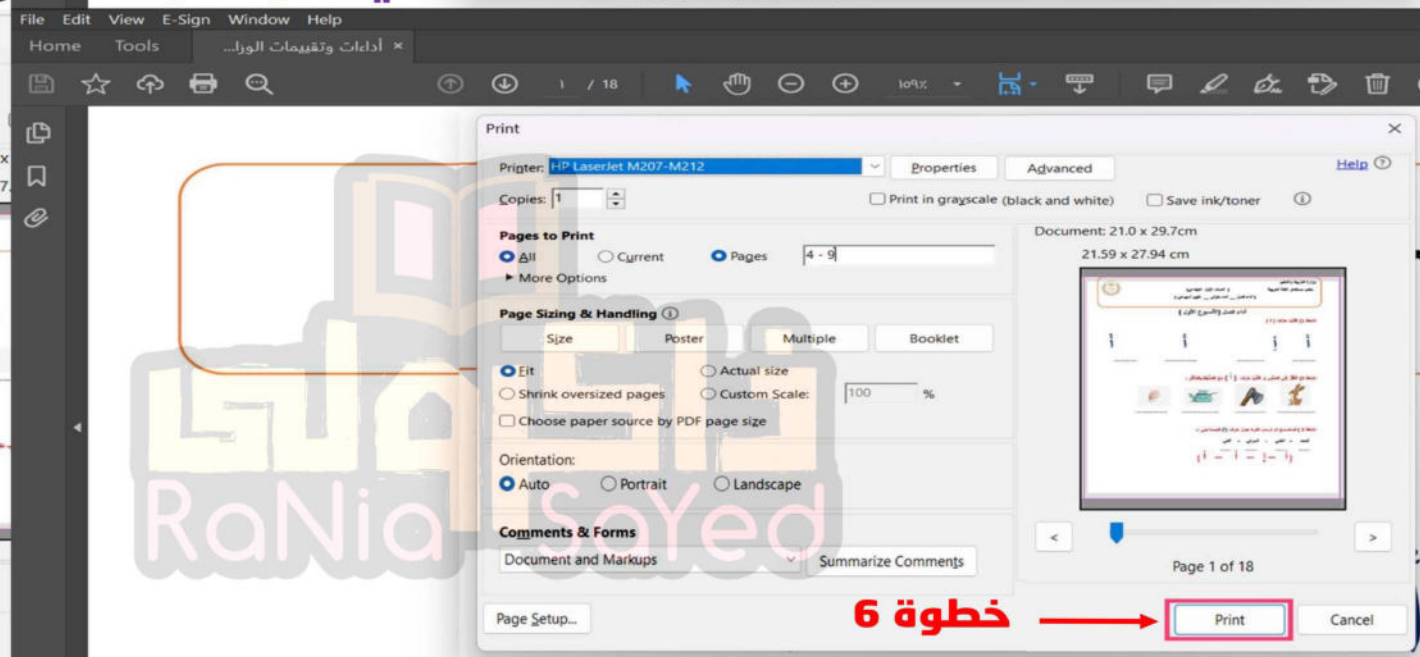 File Edit View E-Sign Window Help
Home Tools أداءات وتقييمات الوزا... ×
١ / 18 ١٠٩٪
Print
Printer: HP LaserJet M207-M212 Properties Advanced Help
Copies: 1 Print in grayscale (black and white) Save ink/toner
Pages to Print
All Current Pages 4 - 9
More Options
Page Sizing & Handling
Size Poster Multiple Booklet
Fit Actual size
Shrink oversized pages Custom Scale: 100 %
Choose paper source by PDF page size
Orientation:
Auto Portrait Landscape
Comments & Forms
Document and Markups Summarize Comments
Page Setup...
Document: 21.0 x 29.7cm
21.59 x 27.94 cm
< >
Page 1 of 18
خطوة 6
Print Cancel
RaNia SaYed